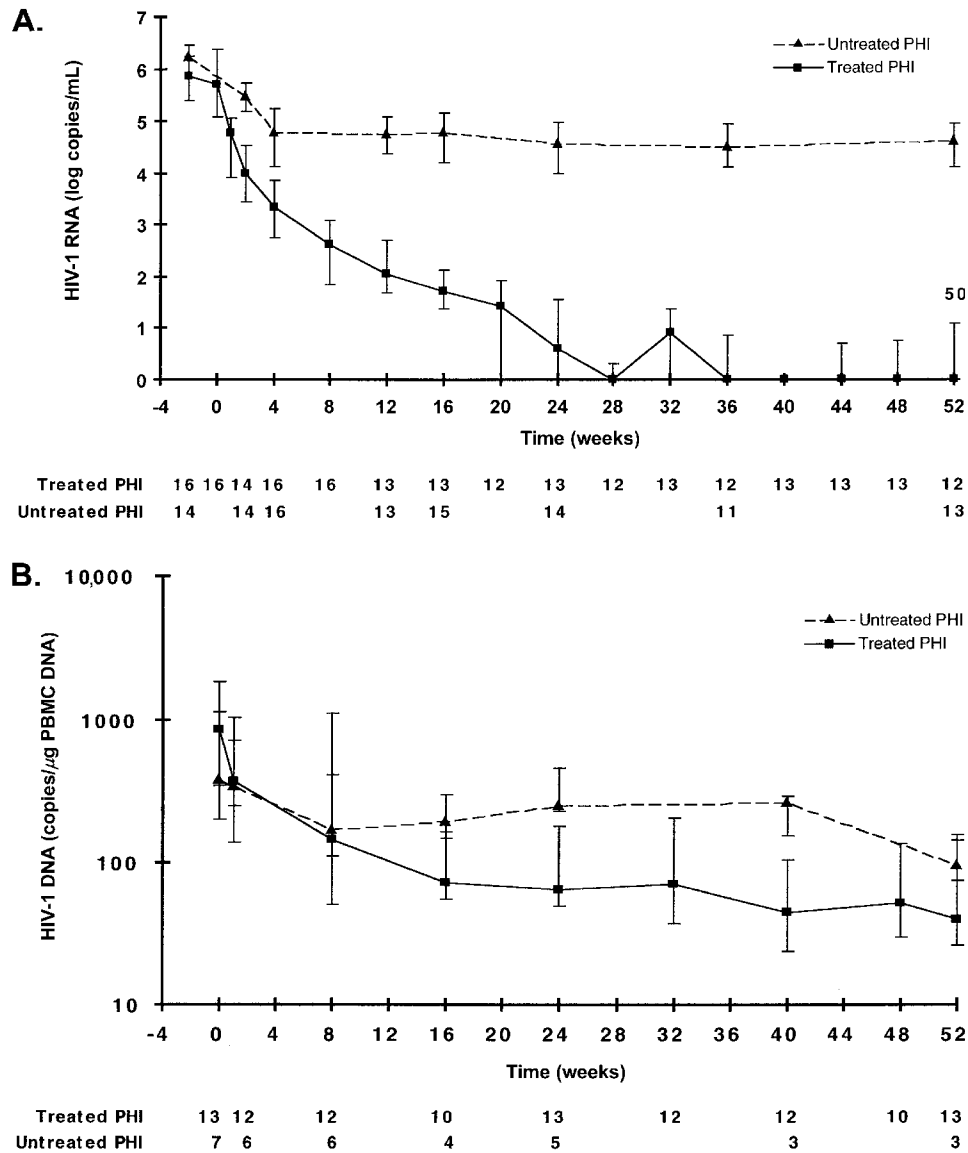 A.
7
6
5
4
3
2
1
0
HIV-1 RNA (log copies/mL)
Untreated PHI
Treated PHI
50
-4 0 4 8 12 16 20 24 28 32 36 40 44 48 52
Time (weeks)
Treated PHI 16 16 14 16 16 13 13 12 13 12 13 12 13 13 13 12
Untreated PHI 14 14 16 13 15 14 11 13
B.
10,000
1000
100
10
HIV-1 DNA (copies/µg PBMC DNA)
Untreated PHI
Treated PHI
-4 0 4 8 12 16 20 24 28 32 36 40 44 48 52
Time (weeks)
Treated PHI 13 12 12 10 13 12 12 10 13
Untreated PHI 7 6 6 4 5 3 3